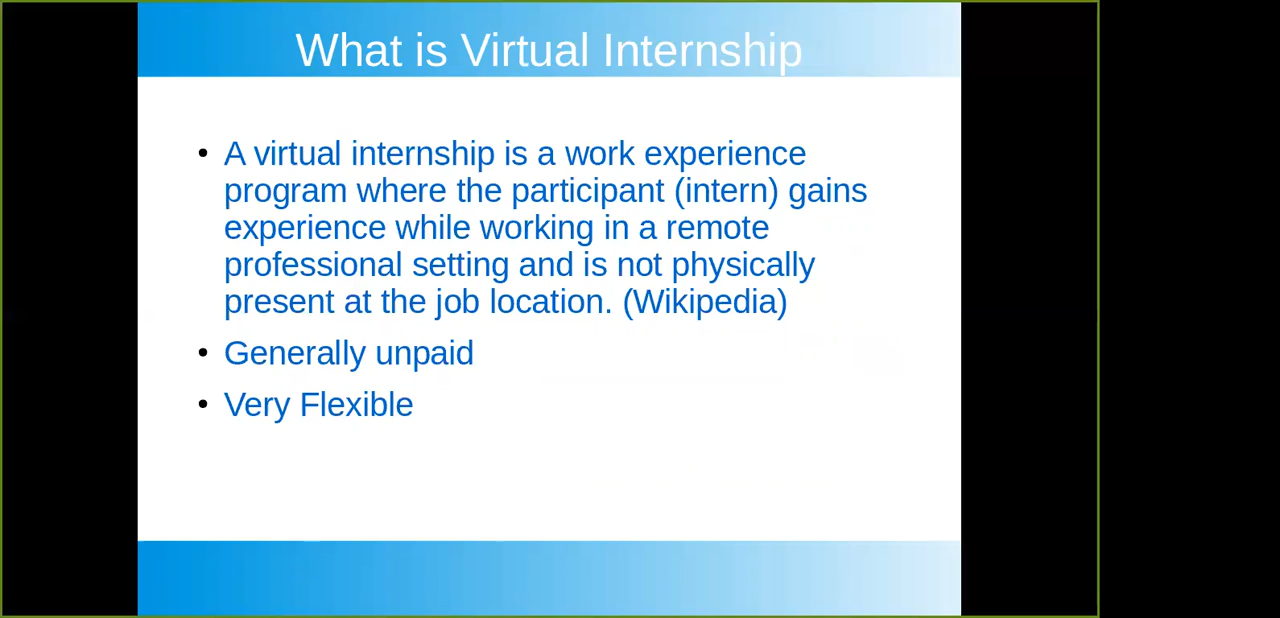 What is Virtual Internship
• A virtual internship is a work experience
program where the participant (intern) gains
experience while working in a remote
professional setting and is not physically
present at the job location. (Wikipedia)
• Generally unpaid
• Very Flexible